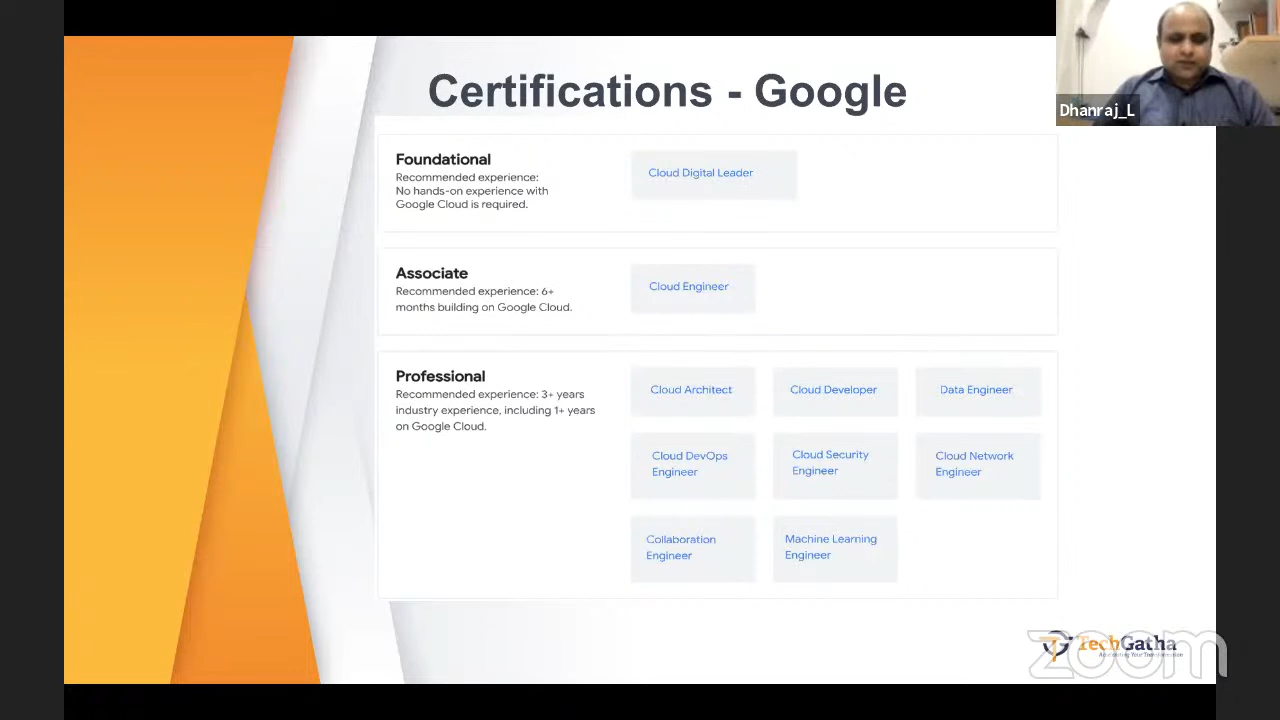 Certifications - Google
Dhanraj_L
Foundational
Recommended experience:
No hands-on experience with
Google Cloud is required.
Cloud Digital Leader
Associate
Recommended experience: 6+
months building on Google Cloud.
Cloud Engineer
Professional
Recommended experience: 3+ years
industry experience, including 1+ years
on Google Cloud.
Cloud Architect
Cloud Developer
Data Engineer
Cloud DevOps
Engineer
Cloud Security
Engineer
Cloud Network
Engineer
Collaboration
Engineer
Machine Learning
Engineer
TechGatha
zoom